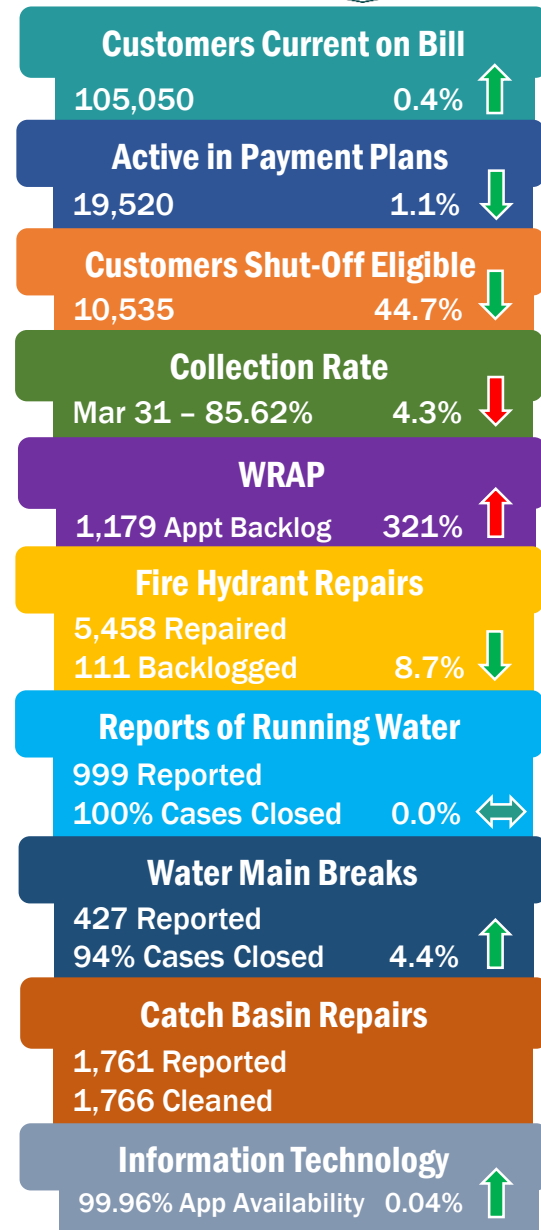 Customers Current on Bill
105,050 0.4%
Active in Payment Plans
19,520 1.1%
Customers Shut-Off Eligible
10,535 44.7%
Collection Rate
Mar 31 – 85.62% 4.3%
WRAP
1,179 Appt Backlog 321%
Fire Hydrant Repairs
5,458 Repaired
111 Backlogged 8.7%
Reports of Running Water
999 Reported
100% Cases Closed 0.0%
Water Main Breaks
427 Reported
94% Cases Closed 4.4%
Catch Basin Repairs
1,761 Reported
1,766 Cleaned
Information Technology
99.96% App Availability 0.04%